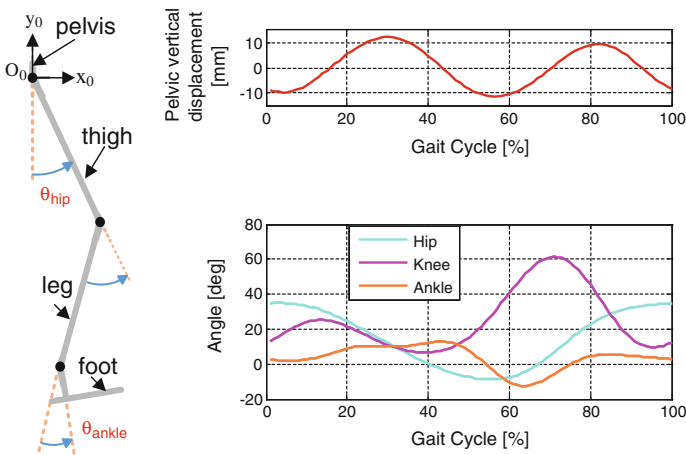 y₀
pelvis
O₀
x₀
thigh
θhip
leg
foot
θankle
Pelvic vertical
displacement
[mm]
10
0
-10
0 20 40 60 80 100
Gait Cycle [%]
Angle [deg]
80
60
40
20
0
-20
Hip
Knee
Ankle
0 20 40 60 80 100
Gait Cycle [%]